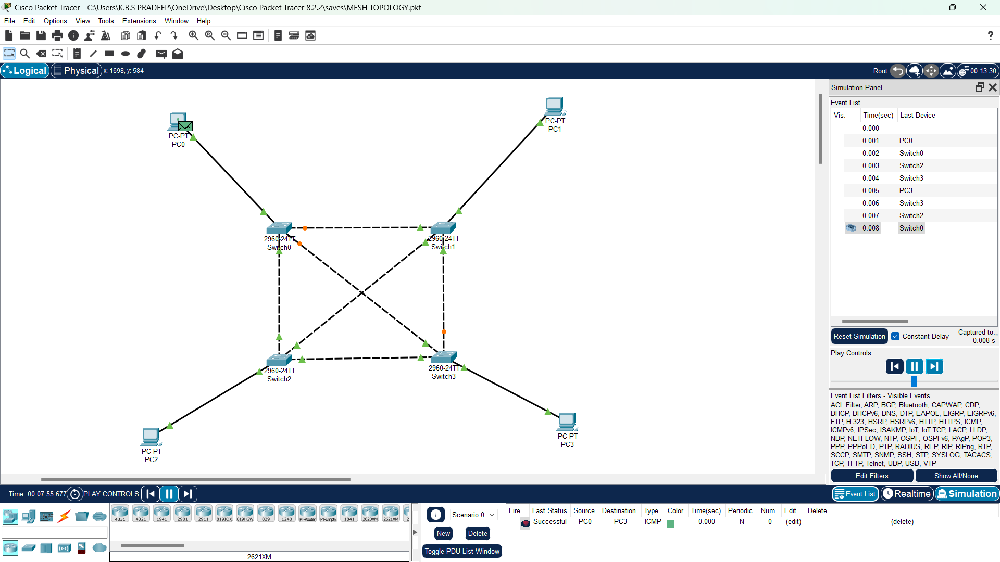 Cisco Packet Tracer - C:\Users\K.B.S PRADEEP\OneDrive\Desktop\Cisco Packet Tracer 8.2.2\saves\MESH TOPOLOGY.pkt
File Edit Options View Tools Extensions Window Help
Logical Physical x: 1698, y: 584 Root 00:13:30
PC-PT
PC0
PC-PT
PC1
2960-24TT
Switch0
2960-24TT
Switch1
2960-24TT
Switch2
2960-24TT
Switch3
PC-PT
PC2
PC-PT
PC3
Simulation Panel
Event List
Vis. Time(sec) Last Device
0.000 --
0.001 PC0
0.002 Switch0
0.003 Switch2
0.004 Switch3
0.005 PC3
0.006 Switch3
0.007 Switch2
0.008 Switch0
Reset Simulation Constant Delay Captured to:
0.008 s
Play Controls
Event List Filters - Visible Events
ACL Filter, ARP, BGP, Bluetooth, CAPWAP, CDP,
DHCP, DHCPv6, DNS, DTP, EAPOL, EIGRP, EIGRPv6,
FTP, H.323, HSRP, HSRPv6, HTTP, HTTPS, ICMP,
ICMPv6, IPSec, ISAKMP, IoT, IoT TCP, LACP, LLDP,
NDP, NETFLOW, NTP, OSPF, OSPFv6, PAgP, POP3,
PPP, PPPoED, PTP, RADIUS, REP, RIP, RIPng, RTP,
SCCP, SMTP, SNMP, SSH, STP, SYSLOG, TACACS,
TCP, TFTP, Telnet, UDP, USB, VTP
Edit Filters Show All/None
Time: 00:07:55.677 PLAY CONTROLS: Event List Realtime Simulation
4331 4321 1941 2901 2911 819IOX 819HGW 829 1240 PT-Router PT-Empty 1841 2620XM 2621XM 2
2621XM
Scenario 0
New Delete
Toggle PDU List Window
Fire Last Status Source Destination Type Color Time(sec) Periodic Num Edit Delete
Successful PC0 PC3 ICMP 0.000 N 0 (edit) (delete)